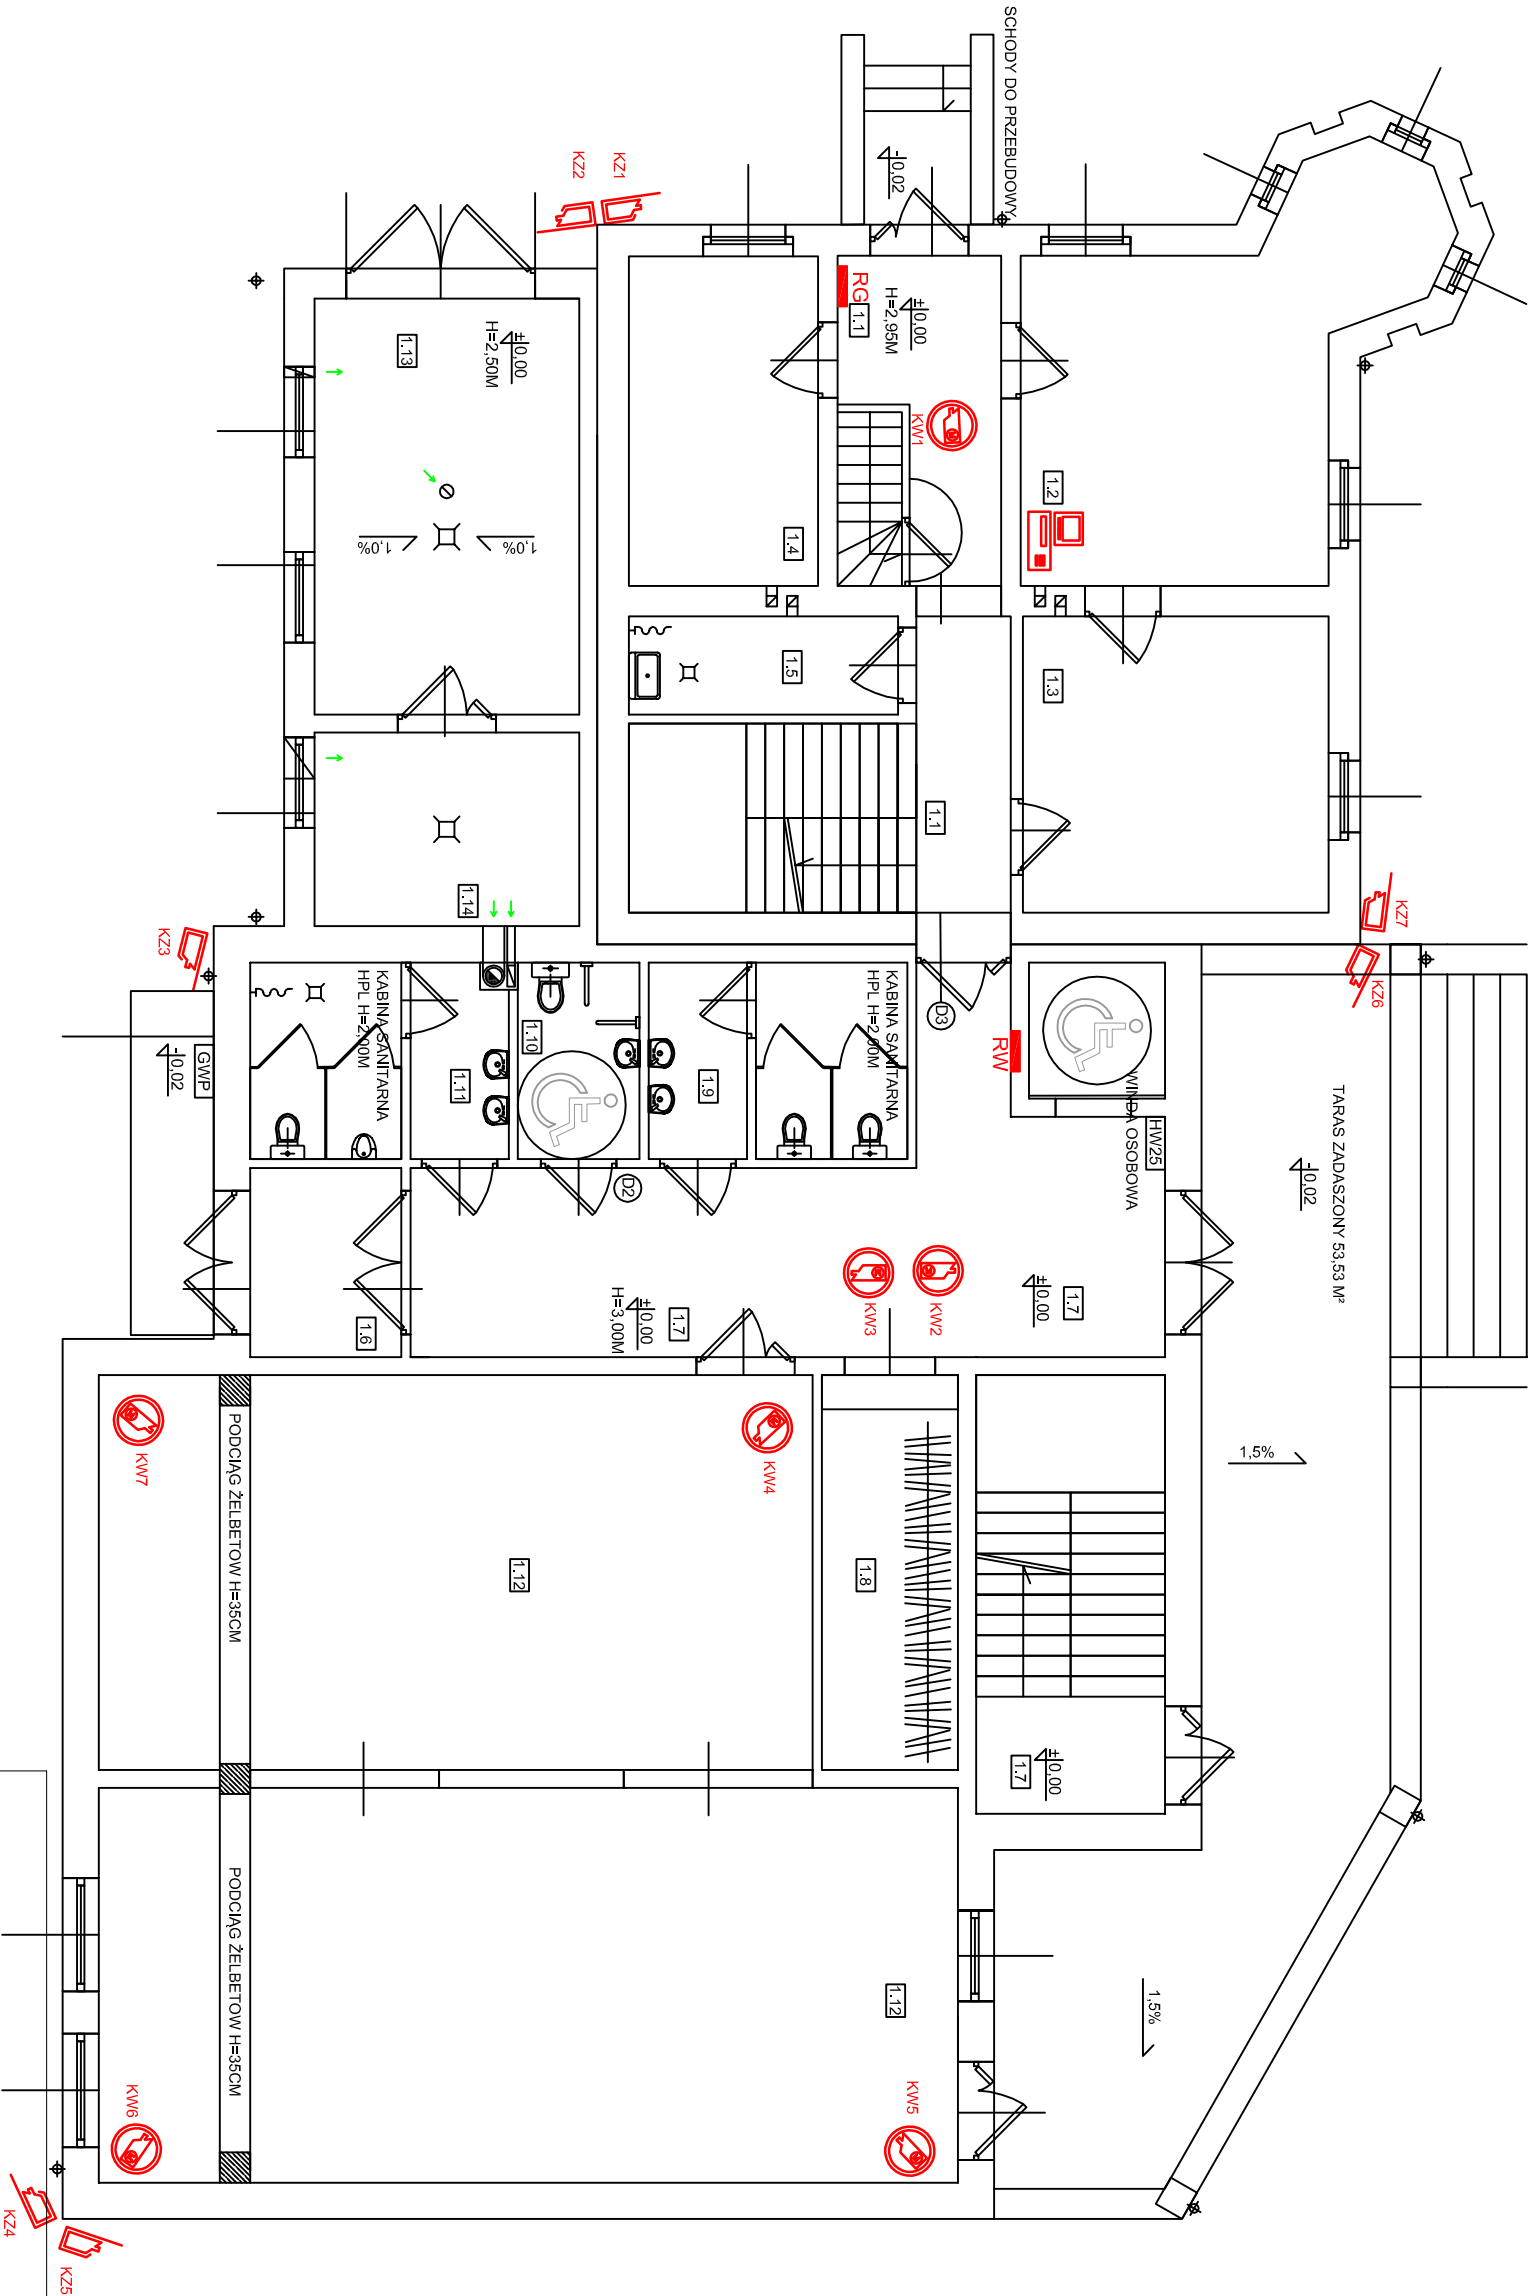 SCHODY DO PRZEBUDOWY
-0,02
KZ1
KZ2
RG
1.1
±0,00
H=2,95M
KW1
1.2
1.13
±0,00
H=2,50M
1,0%
1,0%
1.4
1.5
1.3
1.1
1.14
KZ7
KZ6
KZ3
KABINA SANITARNA
HPL H=2,00M
KABINA SANITARNA
HPL H=2,00M
D3
RW
1.10
1.11
1.9
GWP
-0,02
WINDA OSOBOWA
HW25
TARAS ZADASZONY 53,53 M²
-0,02
D2
KW3
KW2
±0,00
1.7
±0,00
H=3,00M
1.7
1.6
KW7
KW4
PODCIĄG ŻELBETOW H=35CM
1.12
1.8
1,5%
±0,00
1.7
PODCIĄG ŻELBETOW H=35CM
1.12
1,5%
KW6
KW5
KZ4
KZ5